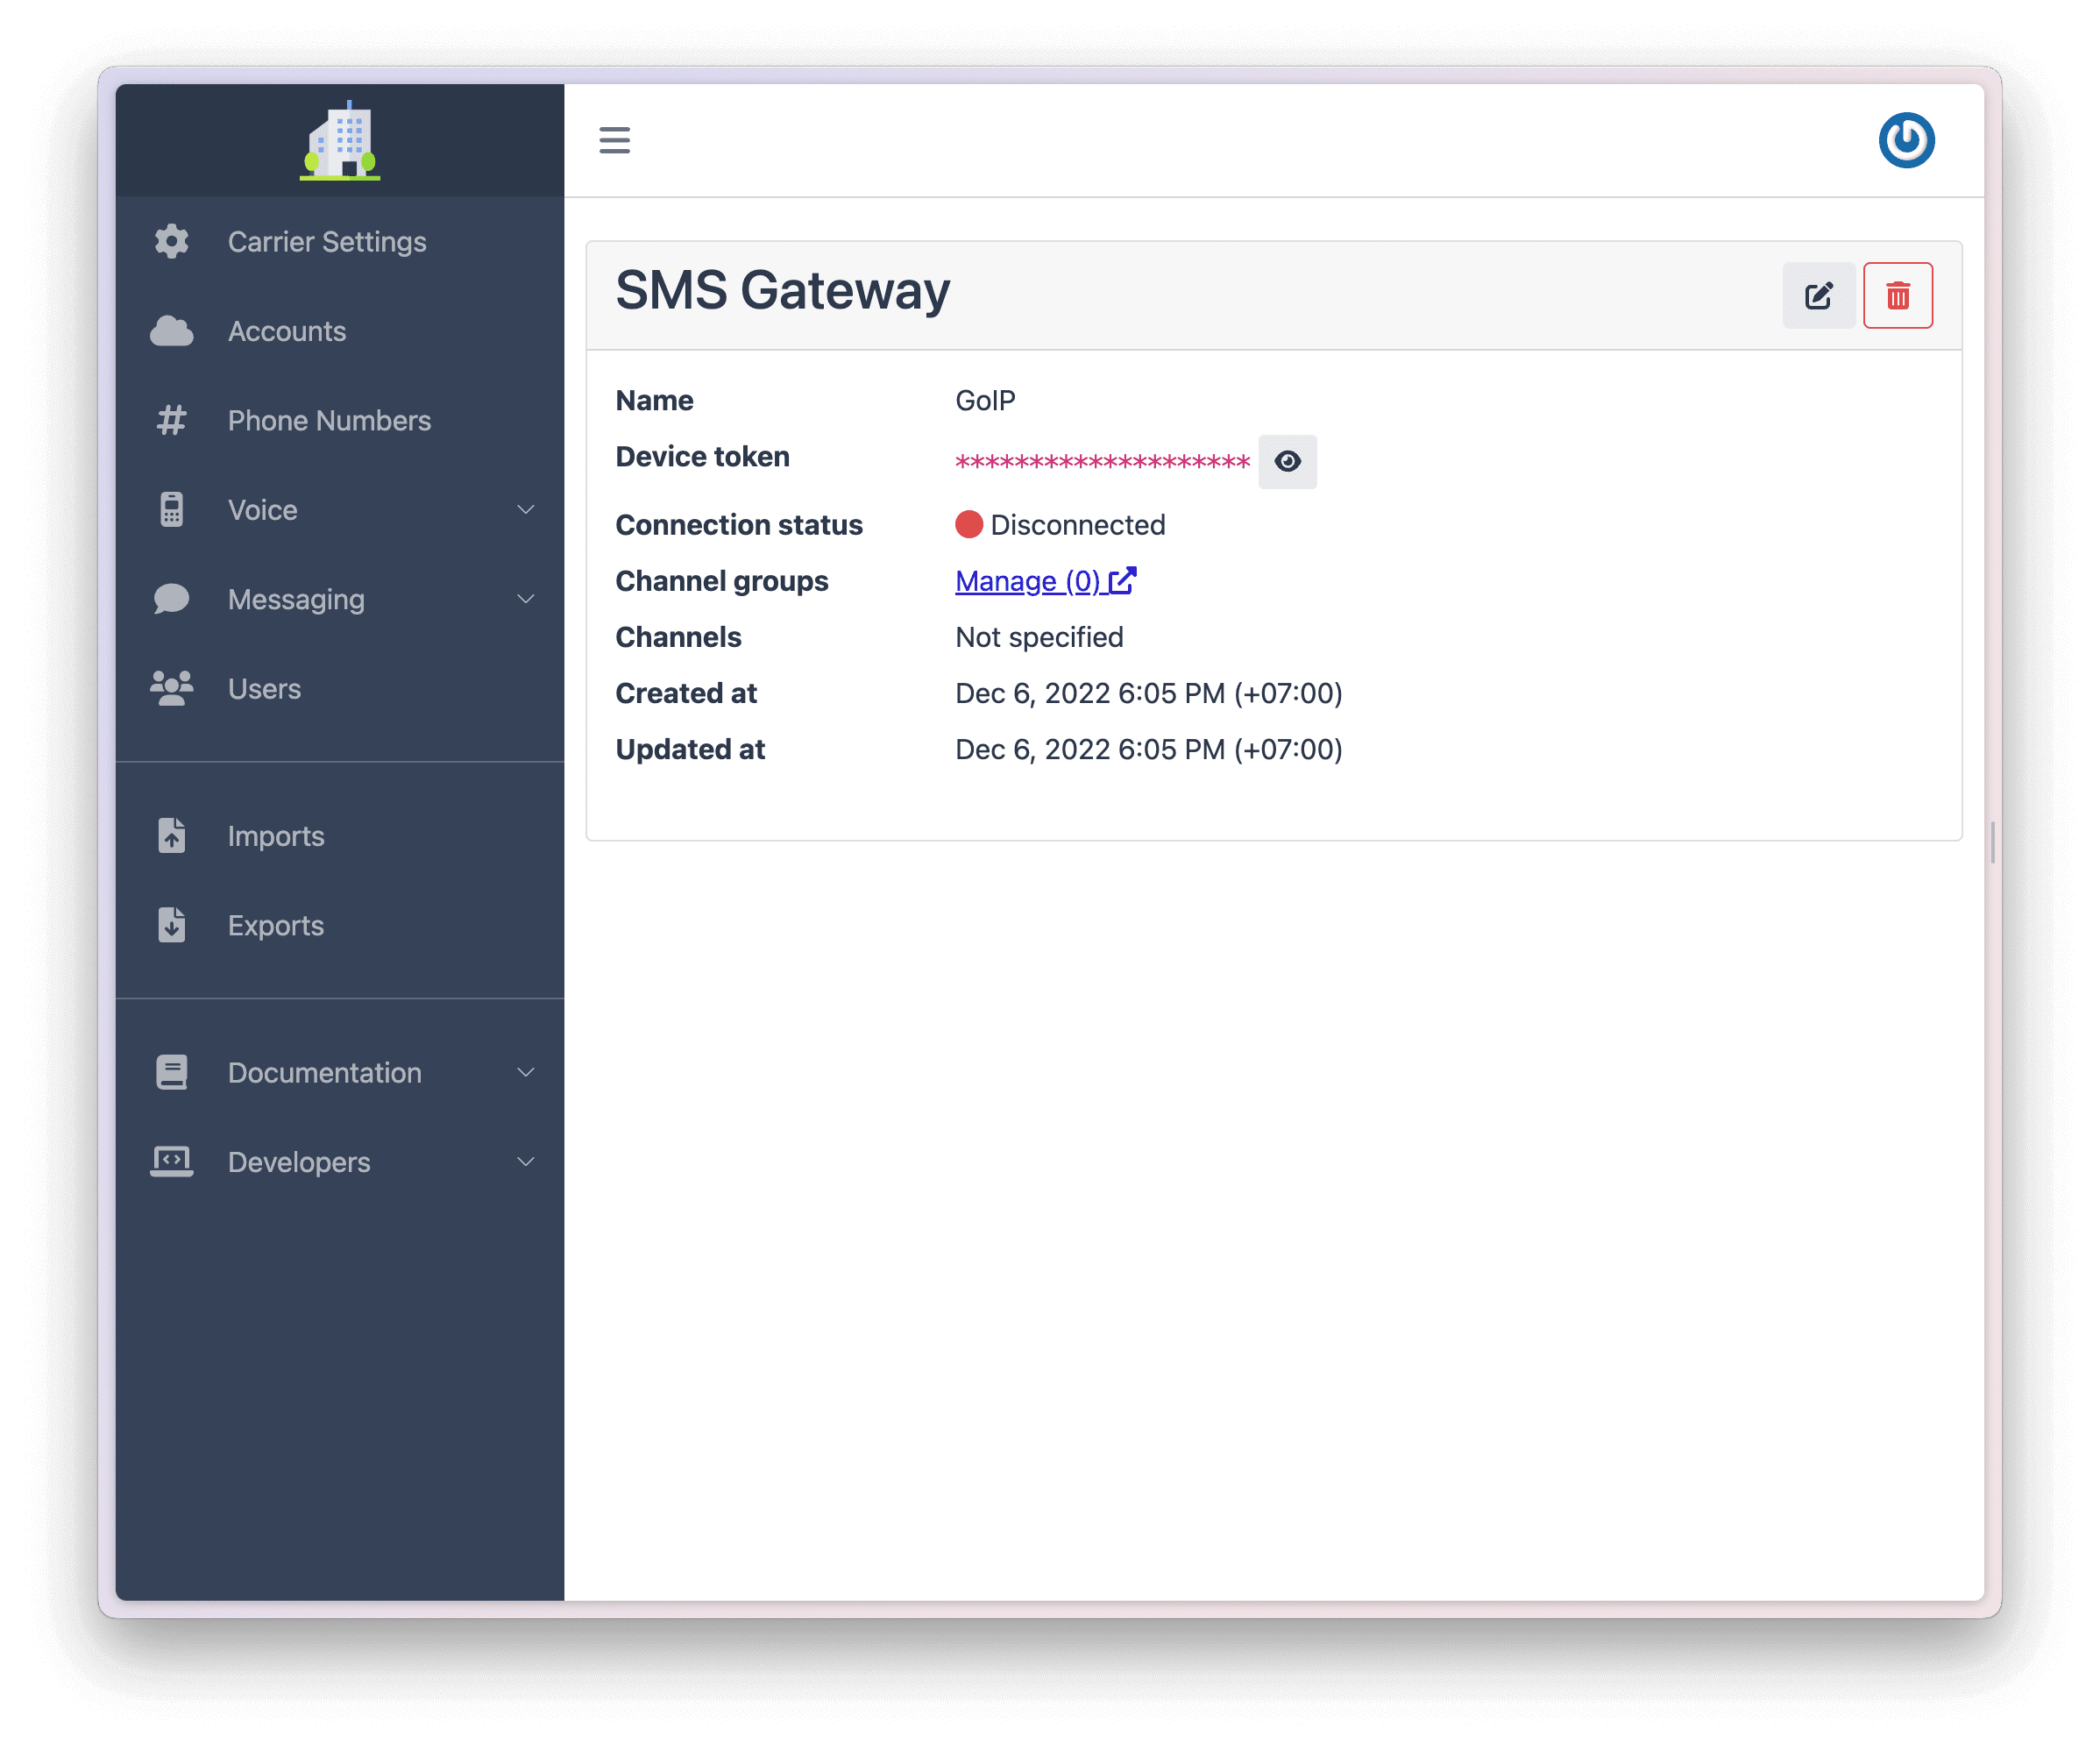 Carrier Settings
Accounts
Phone Numbers
Voice
Messaging
Users
Imports
Exports
Documentation
Developers
SMS Gateway
Name GoIP
Device token ********************
Connection status Disconnected
Channel groups Manage (0)
Channels Not specified
Created at Dec 6, 2022 6:05 PM (+07:00)
Updated at Dec 6, 2022 6:05 PM (+07:00)